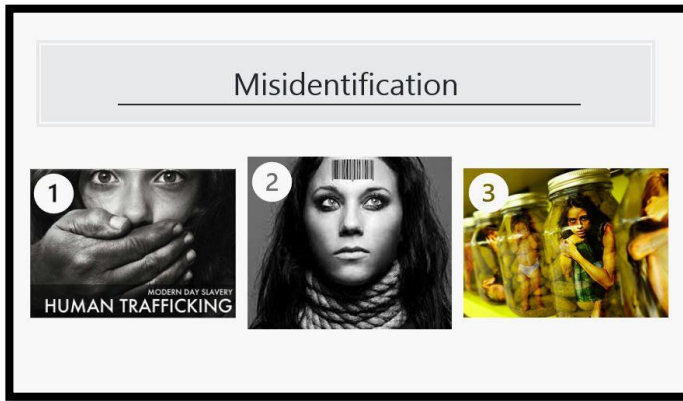 Misidentification
1
2
3
MODERN DAY SLAVERY
HUMAN TRAFFICKING